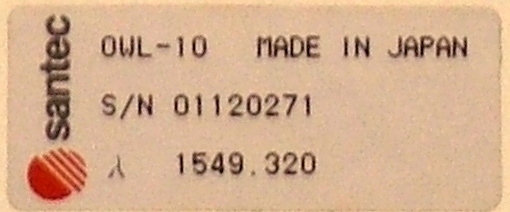 santec
OWL-10 MADE IN JAPAN
S/N 01120271
λ 1549.320